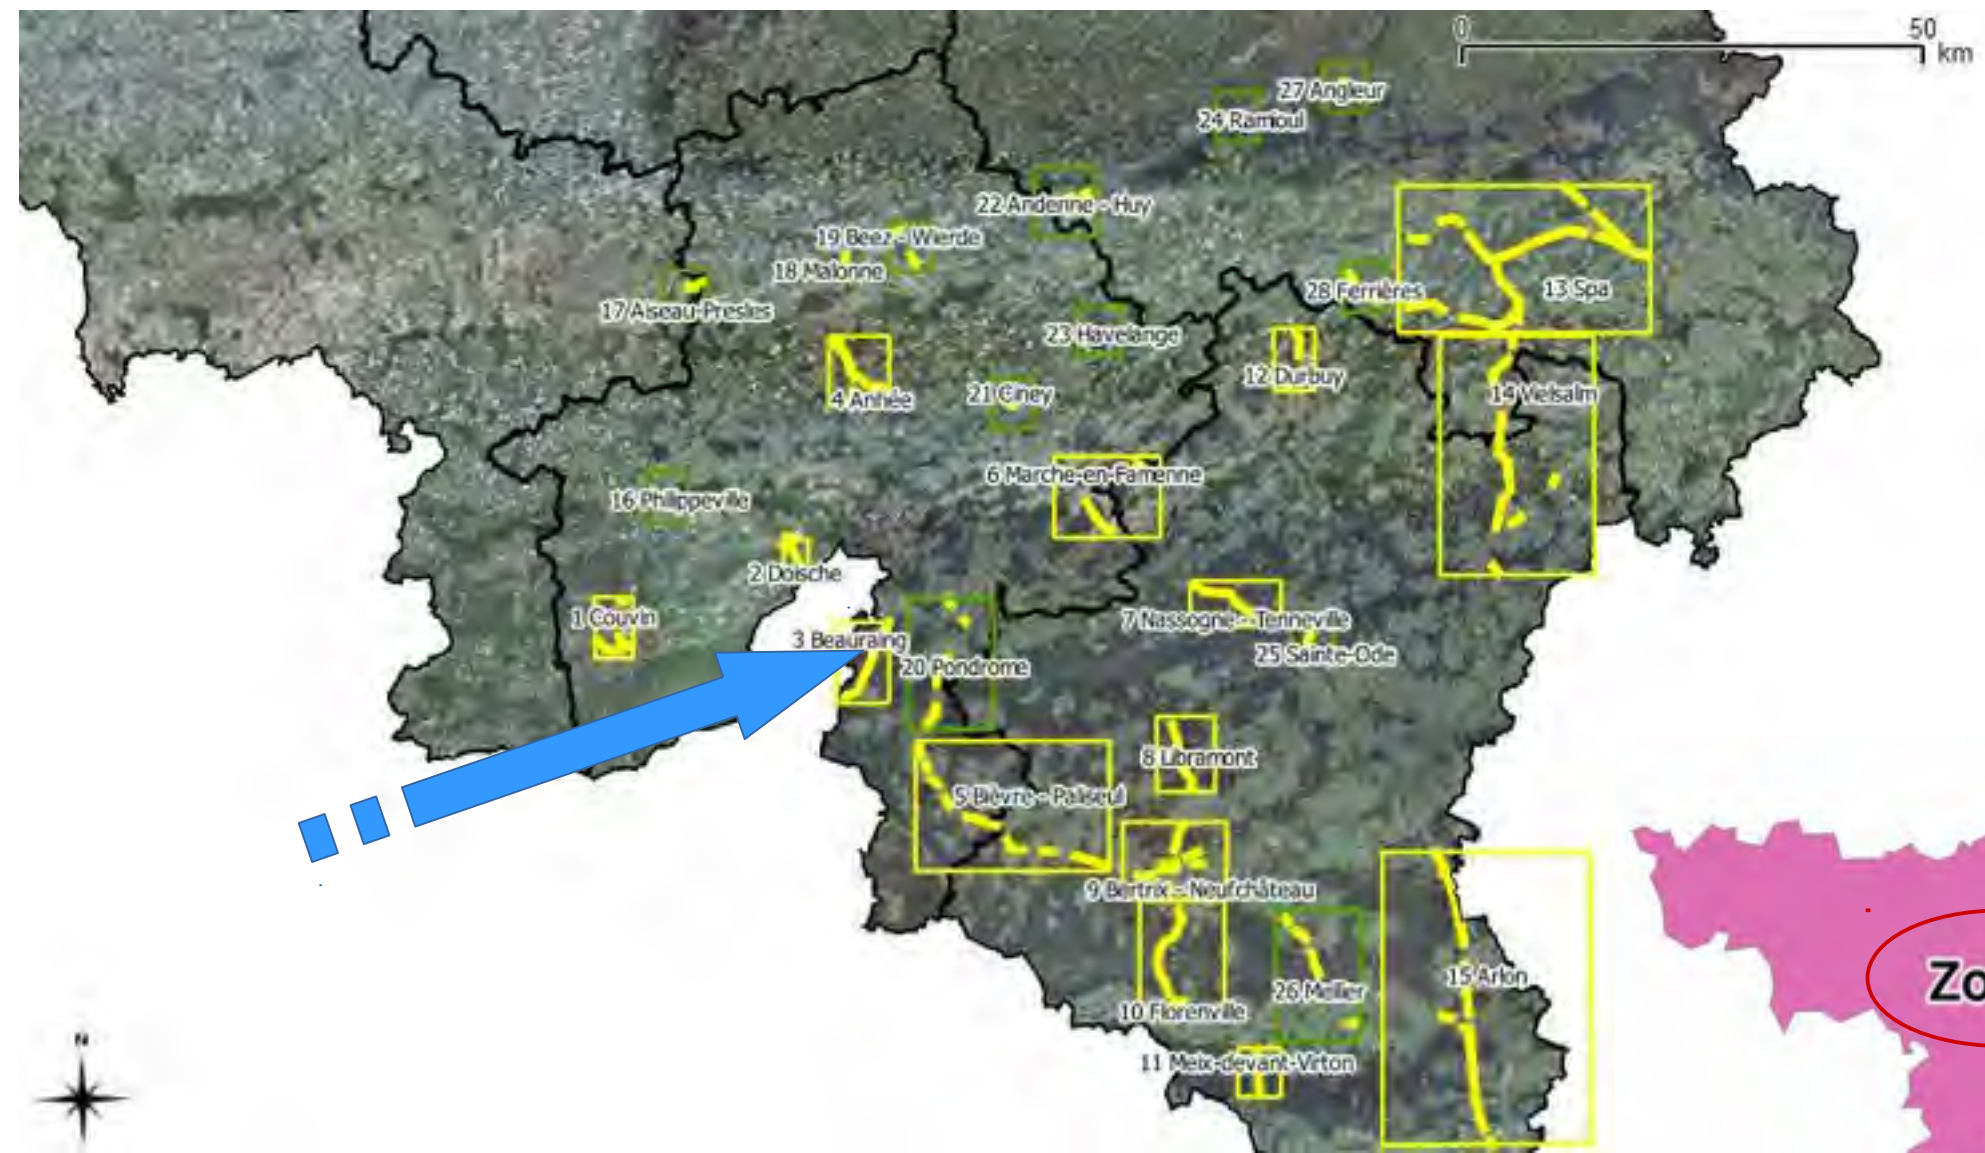 0 50
km
27 Angleur
24 Ramioul
22 Andenne - Huy
19 Beez - Wierde
18 Malonne
28 Ferrières
13 Spa
17 Aiseau-Presles
23 Havelange
12 Durbuy
4 Anhée
21 Ciney
14 Vielsalm
6 Marche-en-Famenne
16 Philippeville
2 Doische
1 Couvin
7 Nassogne - Tenneville
3 Beauraing
25 Sainte-Ode
20 Pondrome
8 Libramont
5 Bièvre - Paliseul
9 Bertrix - Neufchâteau
15 Arlon
Zo
26 Mellier
10 Florenville
N
11 Meix-devant-Virton